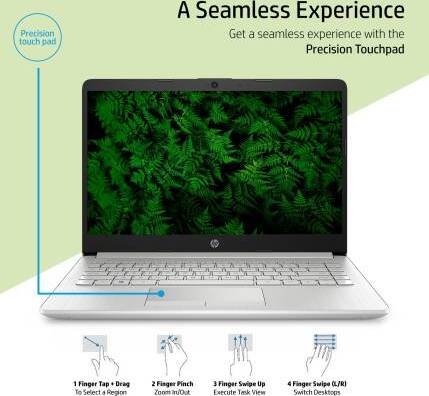 A Seamless Experience
Get a seamless experience with the
Precision Touchpad
Precision
touch pad
hp
1 Finger Tap + Drag
To Select a Region
2 Finger Pinch
Zoom In/Out
3 Finger Swipe Up
Execute Task View
4 Finger Swipe (L/R)
Switch Desktops